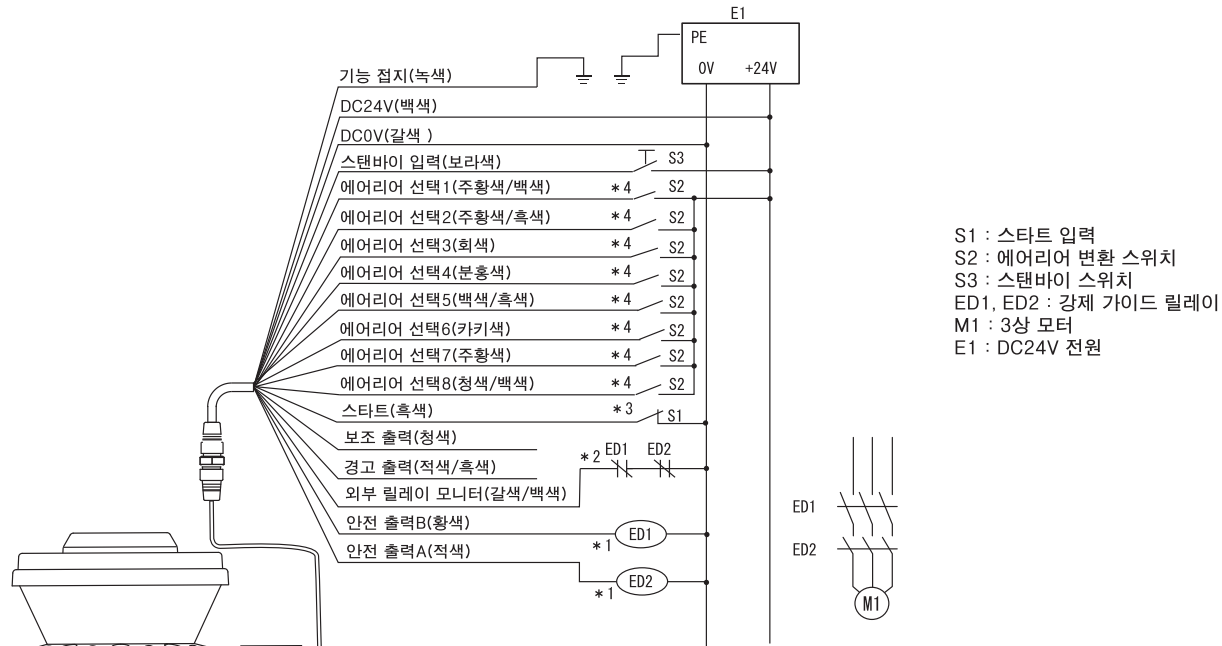 E1
PE
0V +24V
기능 접지(녹색)
DC24V(백색)
DC0V(갈색 )
스탠바이 입력(보라색) S3
에어리어 선택1(주황색/백색) *4 S2
에어리어 선택2(주황색/흑색) *4 S2
에어리어 선택3(회색) *4 S2
에어리어 선택4(분홍색) *4 S2
에어리어 선택5(백색/흑색) *4 S2
에어리어 선택6(카키색) *4 S2
에어리어 선택7(주황색) *4 S2
에어리어 선택8(청색/백색) *4 S2
스타트(흑색) *3 S1
보조 출력(청색)
경고 출력(적색/흑색) *2 ED1 ED2
외부 릴레이 모니터(갈색/백색)
안전 출력B(황색) *1 ED1
안전 출력A(적색) *1 ED2
S1 : 스타트 입력
S2 : 에어리어 변환 스위치
S3 : 스탠바이 스위치
ED1, ED2 : 강제 가이드 릴레이
M1 : 3상 모터
E1 : DC24V 전원
ED1
ED2
M1